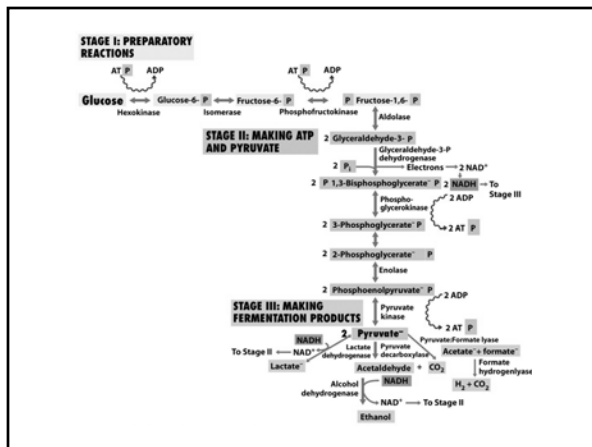 STAGE I: PREPARATORY
REACTIONS
AT P ADP
AT P ADP
Glucose Glucose-6- P Fructose-6- P P Fructose-1,6- P
Hexokinase Isomerase Phosphofructokinase
Aldolase
2 Glyceraldehyde-3- P
STAGE II: MAKING ATP
AND PYRUVATE
Glyceraldehyde-3-P
dehydrogenase
2 Pi Electrons 2 NAD+
2 P 1,3-Bisphosphoglycerate- P 2 NADH To
Stage III
Phospho-
glycerokinase
2 ADP
2 AT P
2 3-Phosphoglycerate- P
2 2-Phosphoglycerate- P
Enolase
2 Phosphoenolpyruvate- P
STAGE III: MAKING
FERMENTATION PRODUCTS
Pyruvate
kinase
2 ADP
2 AT P
2 Pyruvate-
NADH
To Stage II NAD+
Lactate
dehydrogenase
Pyruvate
decarboxylase
Pyruvate:Formate lyase
Acetate- + formate-
Lactate-
Acetaldehyde + CO2
Formate
hydrogenlyase
H2 + CO2
Alcohol
dehydrogenase
NADH
NAD+ To Stage II
Ethanol